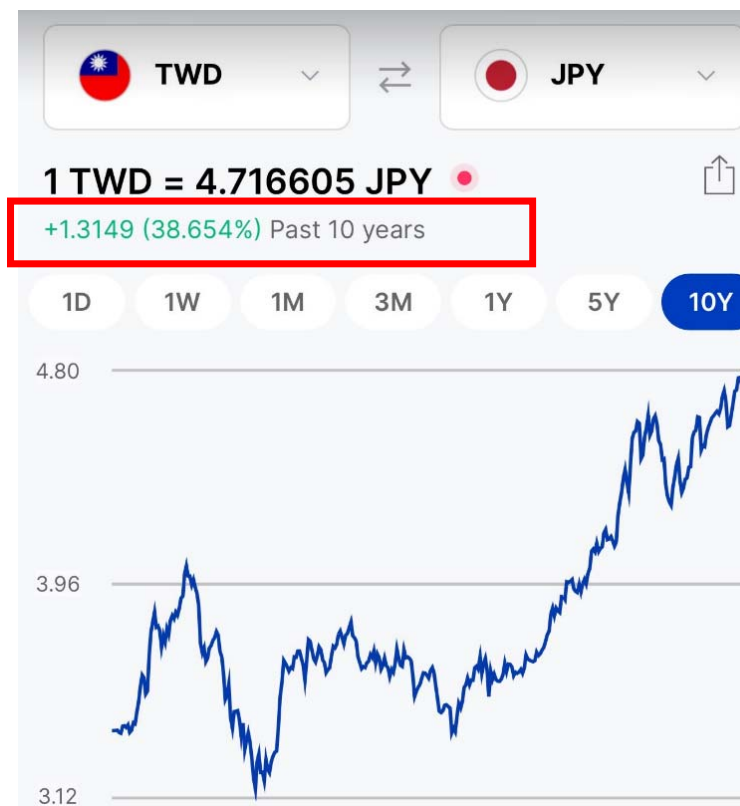 TWD JPY
1 TWD = 4.716605 JPY
+1.3149 (38.654%) Past 10 years
1D 1W 1M 3M 1Y 5Y 10Y
4.80
3.96
3.12